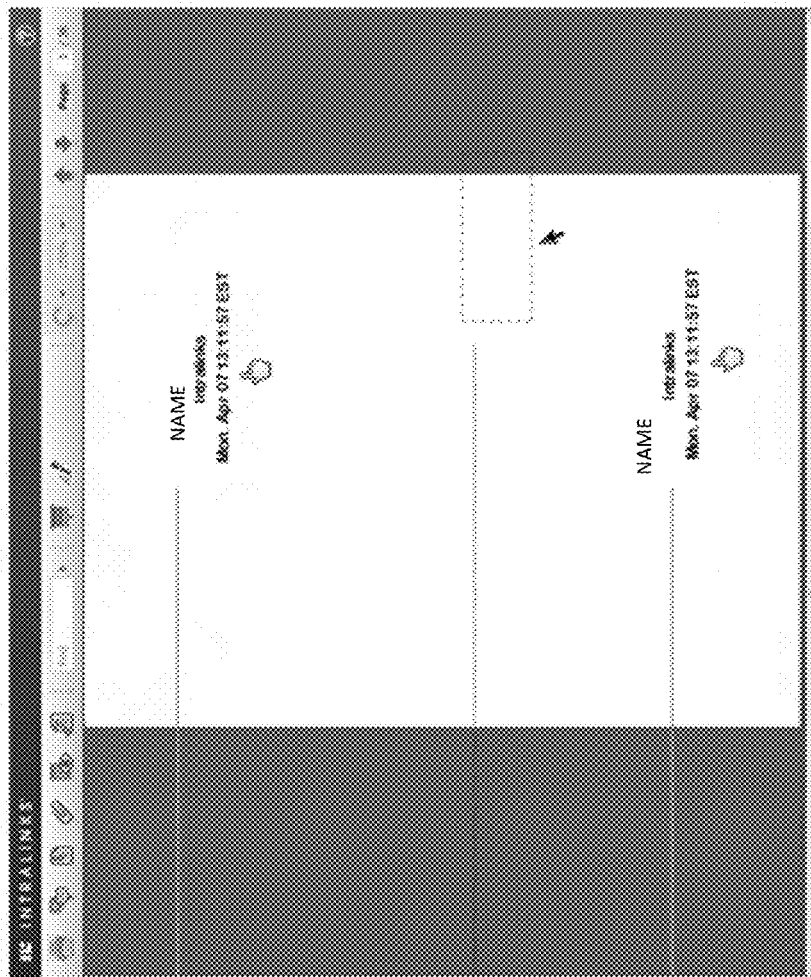 INTRALINKS
Page
NAME
Intralinks
Mon, Apr 07 13:11:57 EST
NAME
Intralinks
Mon, Apr 07 13:11:57 EST